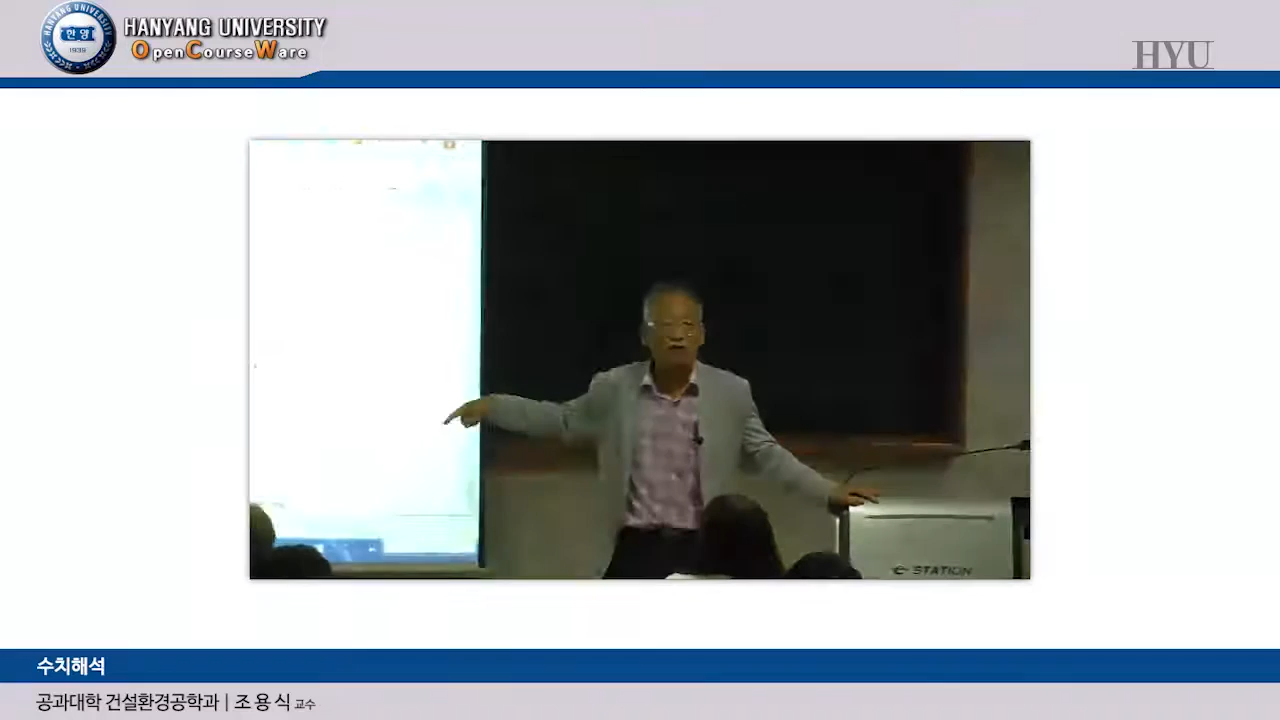 HANYANG UNIVERSITY
OpenCourseWare
한양
1939
HYU
e-STATION
수치해석
공과대학 건설환경공학과 | 조용식 교수